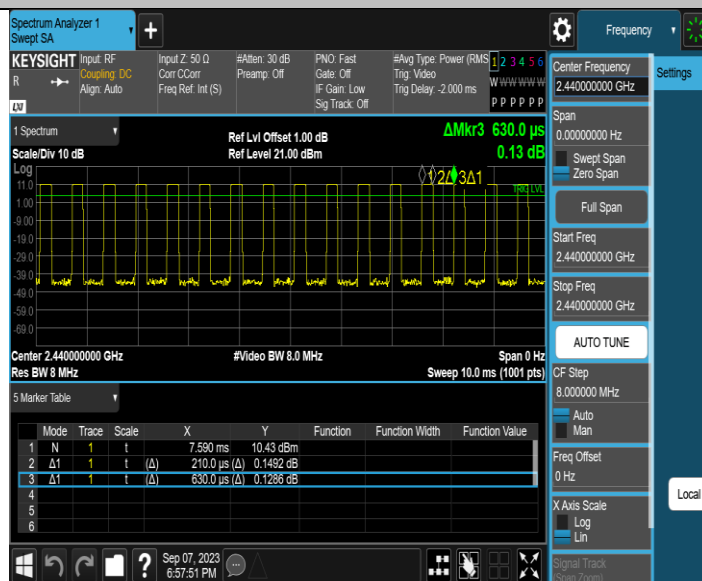 Spectrum Analyzer 1
Swept SA
+
Frequency
KEYSIGHT Input: RF
R Coupling: DC
Align: Auto
LXI
Input Z: 50 Ω
Corr CCorr
Freq Ref: Int (S)
#Atten: 30 dB
Preamp: Off
PNO: Fast
Gate: Off
IF Gain: Low
Sig Track: Off
#Avg Type: Power (RMS
Trig: Video
Trig Delay: -2.000 ms
1 2 3 4 5 6
W W W W W W
P P P P P P
1 Spectrum
Scale/Div 10 dB
Ref Lvl Offset 1.00 dB
Ref Level 21.00 dBm
ΔMkr3 630.0 µs
0.13 dB
Log
11.0
1.00
-9.00
-19.0
-29.0
-39.0
-49.0
-59.0
-69.0
TRIG LVL
Center 2.440000000 GHz
#Video BW 8.0 MHz
Span 0 Hz
Res BW 8 MHz
Sweep 10.0 ms (1001 pts)
5 Marker Table
Mode Trace Scale X Y Function Function Width Function Value
1 N 1 t 7.590 ms 10.43 dBm
2 Δ1 1 t (Δ) 210.0 µs (Δ) 0.1492 dB
3 Δ1 1 t (Δ) 630.0 µs (Δ) 0.1286 dB
4
5
6
Sep 07, 2023
6:57:51 PM
Center Frequency
2.440000000 GHz
Settings
Span
0.00000000 Hz
Swept Span
Zero Span
Full Span
Start Freq
2.440000000 GHz
Stop Freq
2.440000000 GHz
AUTO TUNE
CF Step
8.000000 MHz
Auto
Man
Freq Offset
0 Hz
Local
X Axis Scale
Log
Lin
Signal Track
(Span Zoom)